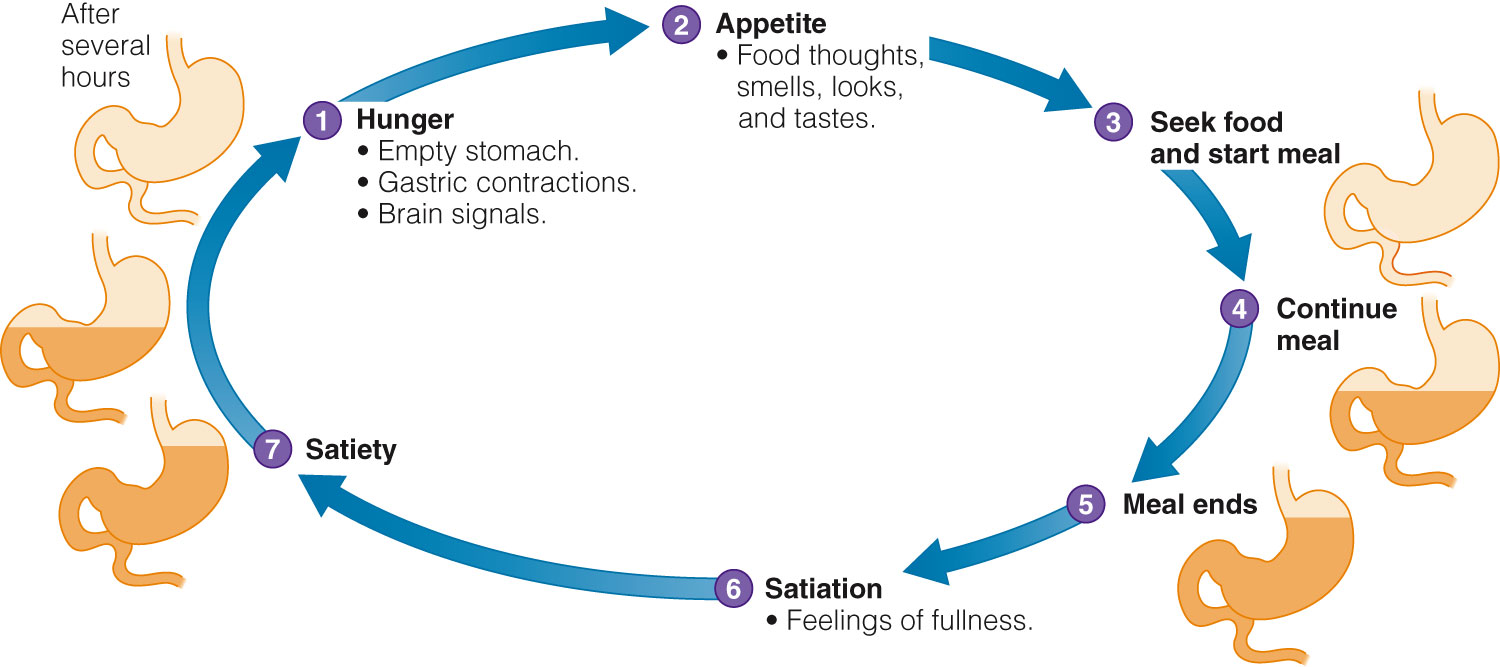 After
several
hours
1 Hunger
• Empty stomach.
• Gastric contractions.
• Brain signals.
2 Appetite
• Food thoughts,
smells, looks,
and tastes.
3 Seek food
and start meal
4 Continue
meal
5 Meal ends
6 Satiation
• Feelings of fullness.
7 Satiety